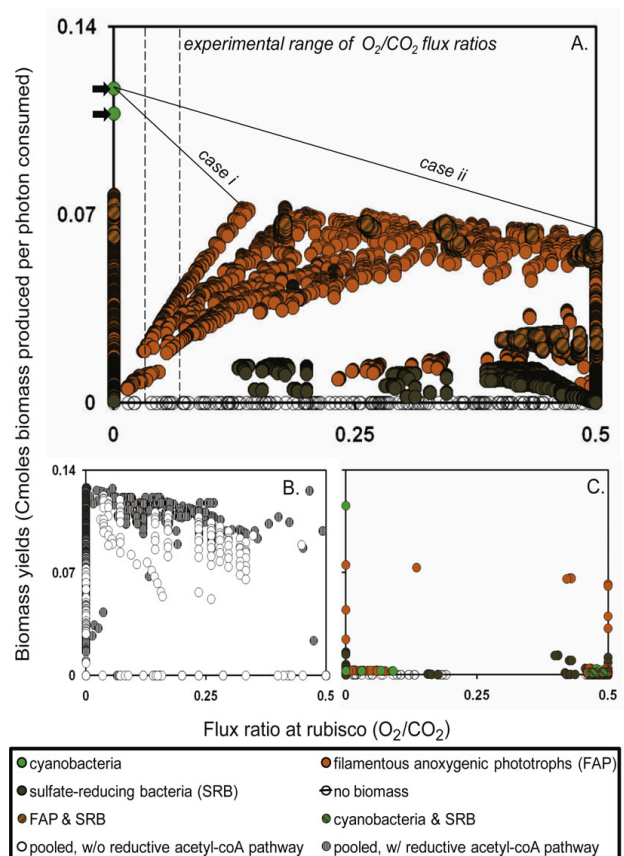 0.14
experimental range of O₂/CO₂ flux ratios
A.
case i
case ii
0.07
0
0
0.25
0.5
Biomass yields (Cmoles biomass produced per photon consumed)
0.14
B.
0.07
0
0
0.25
0.5
C.
0
0.25
0.5
Flux ratio at rubisco (O₂/CO₂)
cyanobacteria
filamentous anoxygenic phototrophs (FAP)
sulfate-reducing bacteria (SRB)
no biomass
FAP & SRB
cyanobacteria & SRB
pooled, w/o reductive acetyl-coA pathway
pooled, w/ reductive acetyl-coA pathway